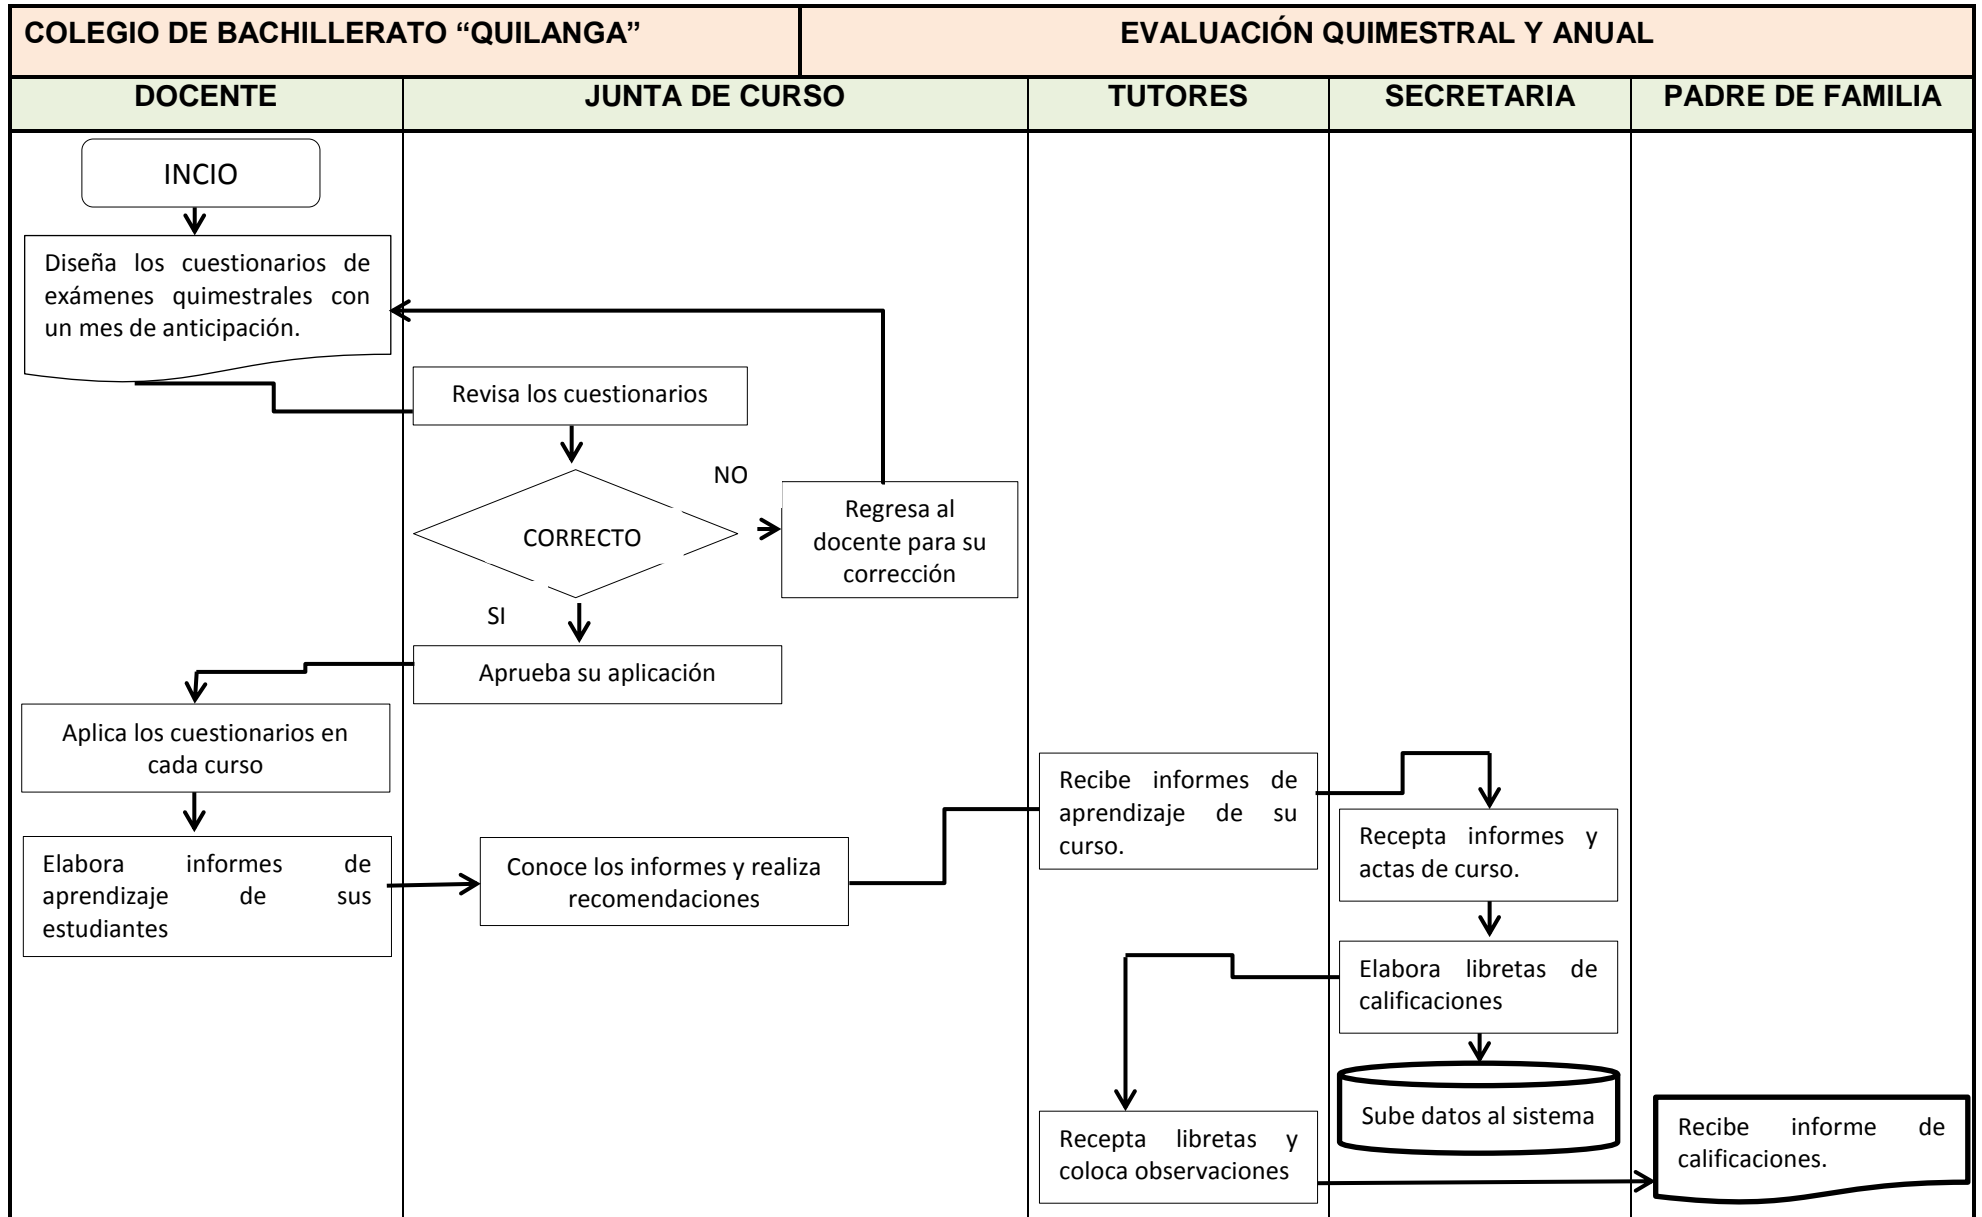 COLEGIO DE BACHILLERATO “QUILANGA”
EVALUACIÓN QUIMESTRAL Y ANUAL
DOCENTE
JUNTA DE CURSO
TUTORES
SECRETARIA
PADRE DE FAMILIA
INCIO
Diseña los cuestionarios de
exámenes quimestrales con
un mes de anticipación.
Revisa los cuestionarios
CORRECTO
NO
Regresa al
docente para su
corrección
SI
Aprueba su aplicación
Aplica los cuestionarios en
cada curso
Elabora informes de
aprendizaje de sus
estudiantes
Conoce los informes y realiza
recomendaciones
Recibe informes de
aprendizaje de su
curso.
Recepta informes y
actas de curso.
Elabora libretas de
calificaciones
Sube datos al sistema
Recepta libretas y
coloca observaciones
Recibe informe de
calificaciones.